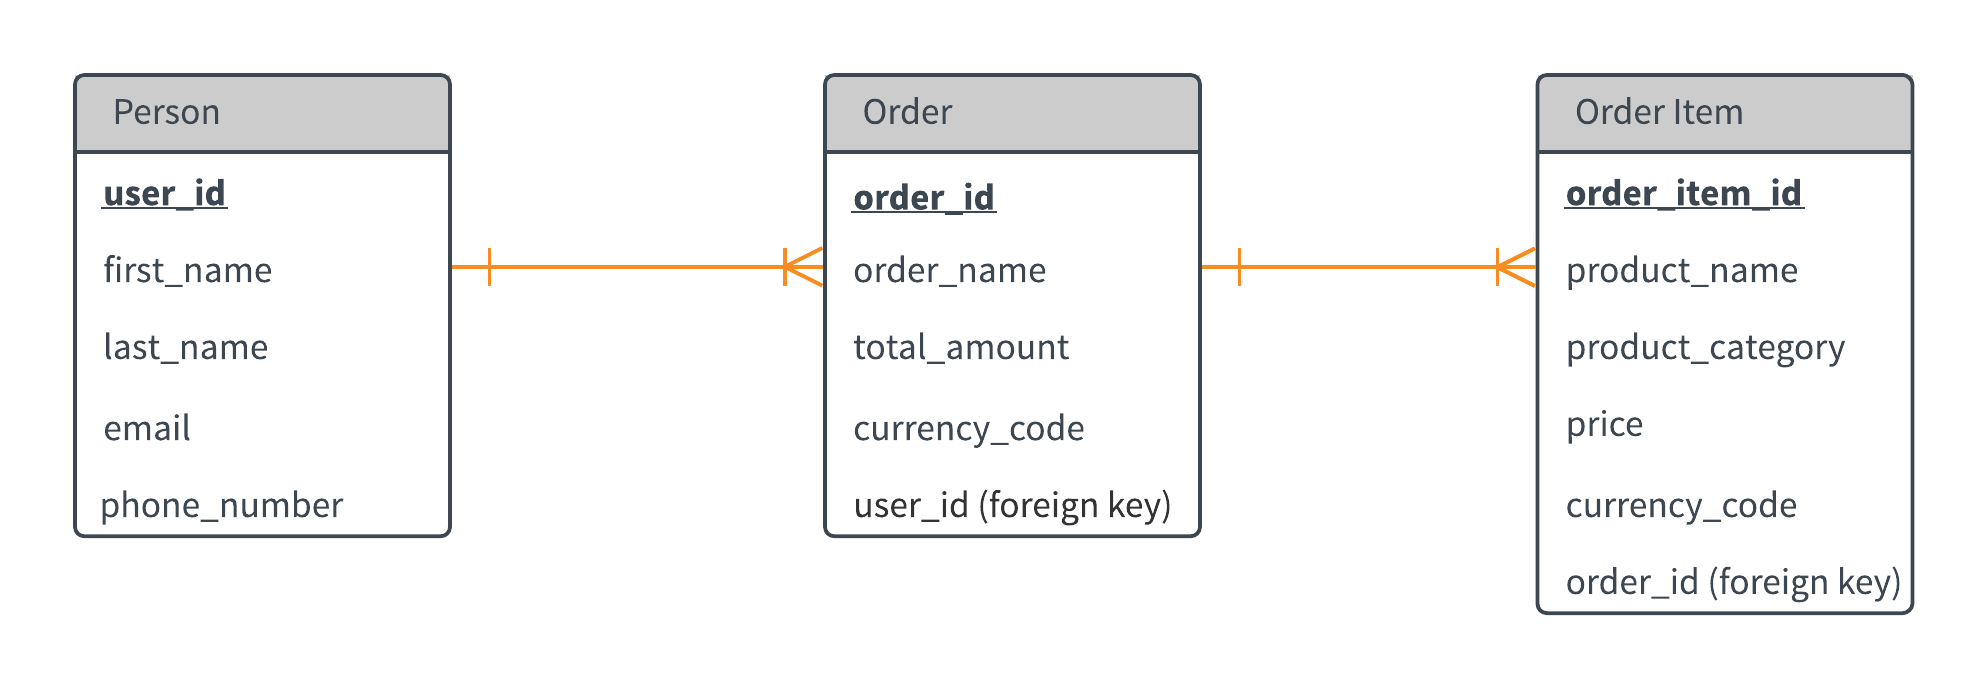 Person
user_id
first_name
last_name
email
phone_number
Order
order_id
order_name
total_amount
currency_code
user_id (foreign key)
Order Item
order_item_id
product_name
product_category
price
currency_code
order_id (foreign key)